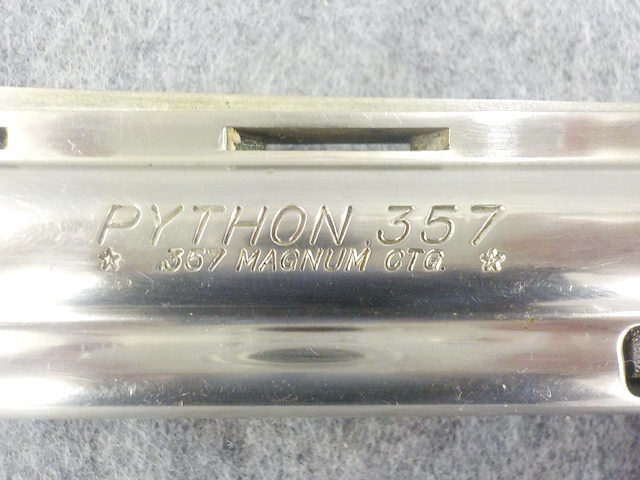 PYTHON .357
☆ .357 MAGNUM CTG. ☆